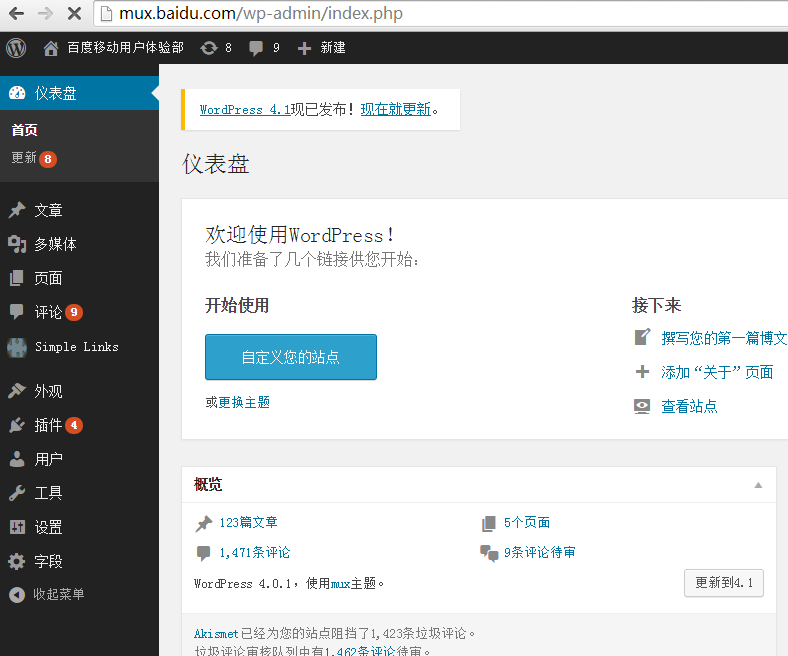 mux.baidu.com/wp-admin/index.php
百度移动用户体验部 8 9 新建
仪表盘
首页
更新 8
文章
多媒体
页面
评论 9
Simple Links
外观
插件 4
用户
工具
设置
字段
收起菜单
WordPress 4.1现已发布！现在就更新。
仪表盘
欢迎使用WordPress！
我们准备了几个链接供您开始：
开始使用
自定义您的站点
或更换主题
接下来
撰写您的第一篇博文
添加“关于”页面
查看站点
概览
123篇文章
5个页面
1,471条评论
9条评论待审
WordPress 4.0.1，使用mux主题。
更新到4.1
Akismet已经为您的站点阻挡了1,423条垃圾评论。
垃圾评论审核队列中有1,462条评论待审。